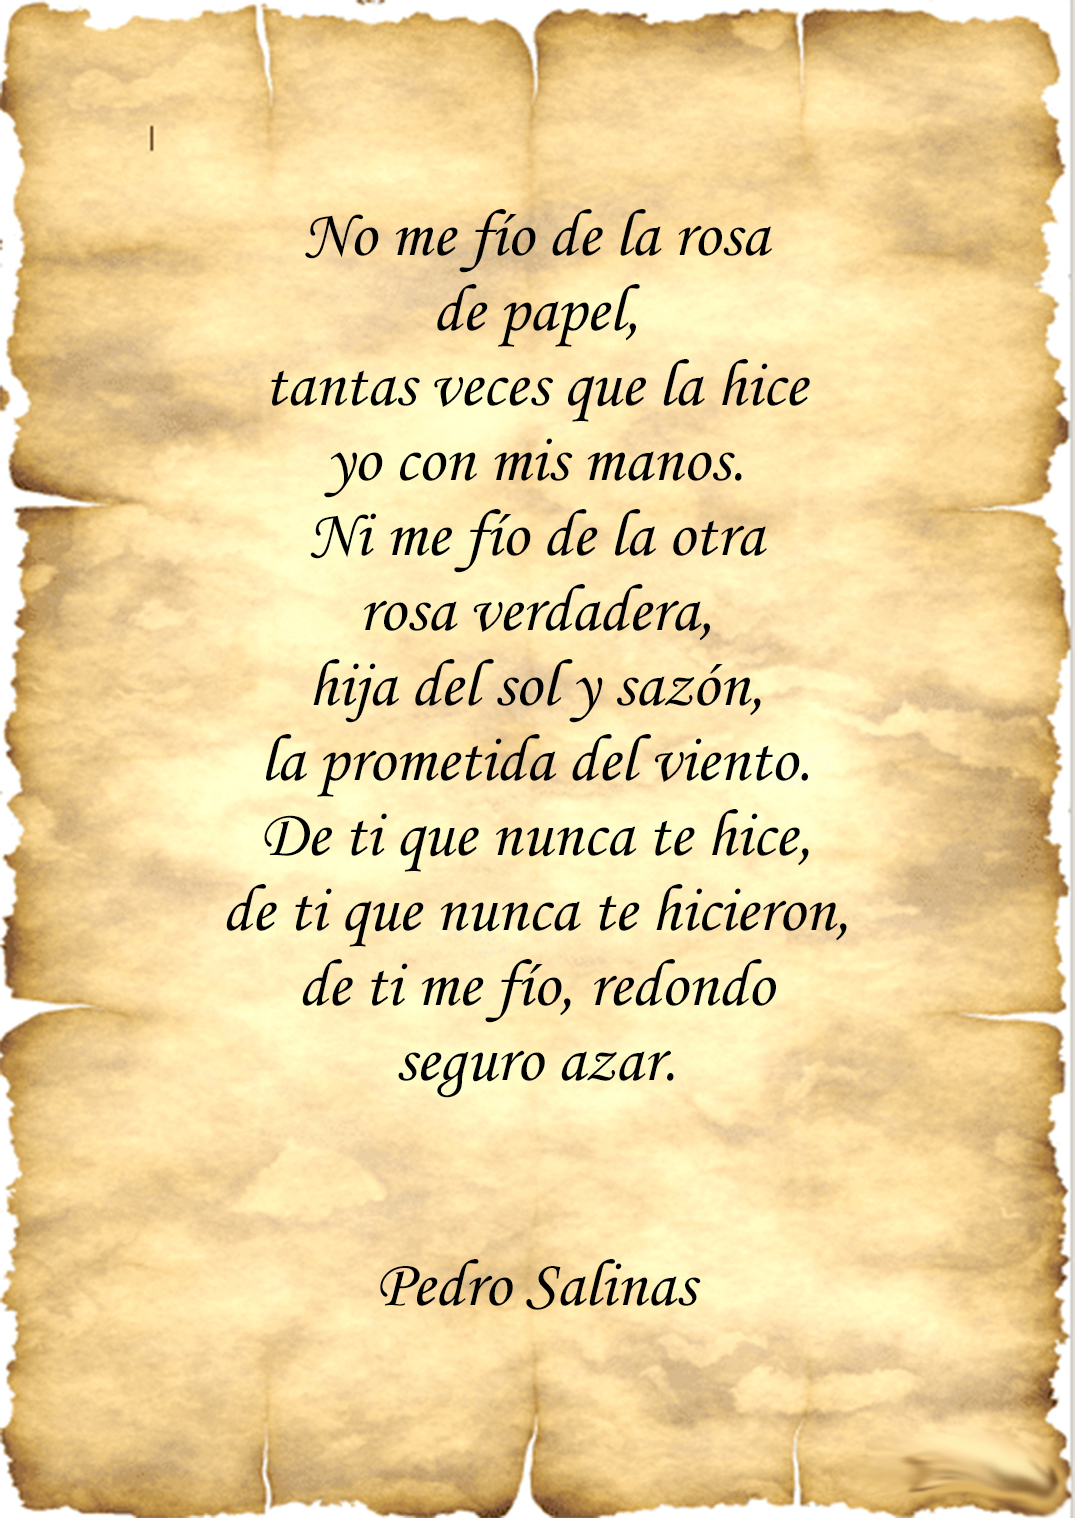 No me fío de la rosa
de papel,
tantas veces que la hice
yo con mis manos.
Ni me fío de la otra
rosa verdadera,
hija del sol y sazón,
la prometida del viento.
De ti que nunca te hice,
de ti que nunca te hicieron,
de ti me fío, redondo
seguro azar.
Pedro Salinas